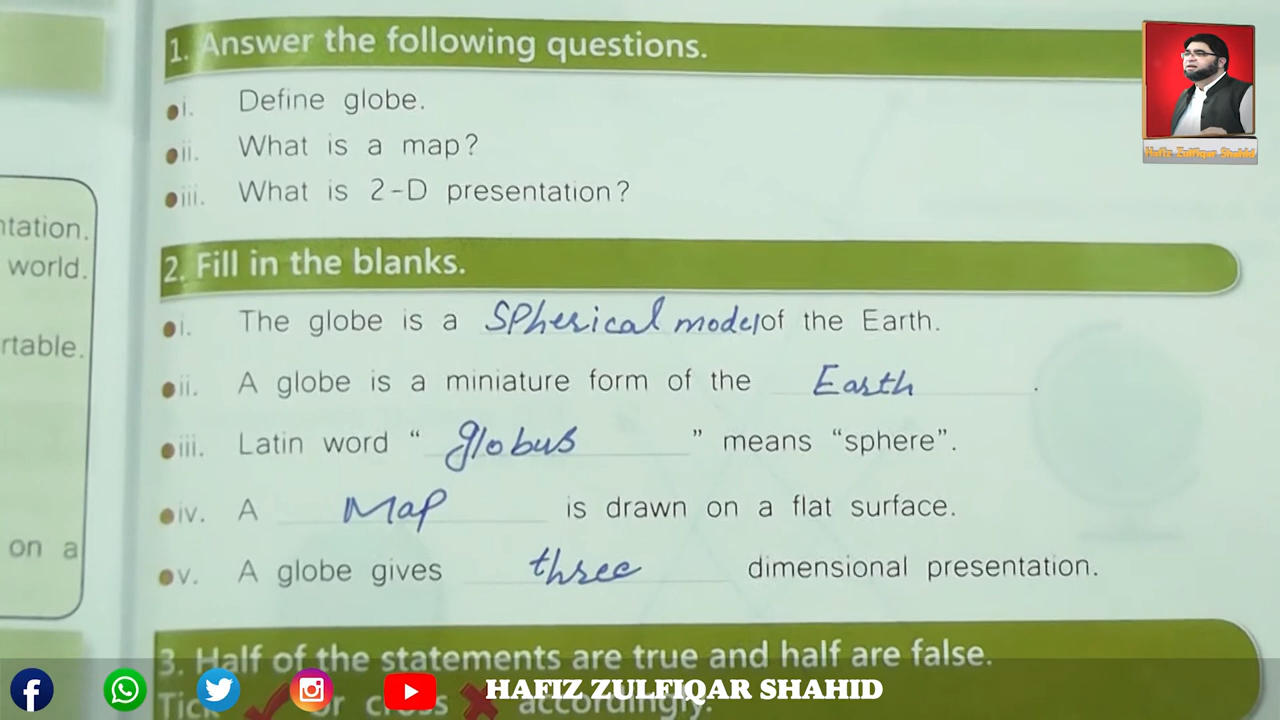 1. Answer the following questions.
i. Define globe.
ii. What is a map?
iii. What is 2-D presentation?
Hafiz Zulfiqar Shahid
ntation.
world.
rtable.
on a
2. Fill in the blanks.
i. The globe is a Spherical model of the Earth.
ii. A globe is a miniature form of the Earth.
iii. Latin word “globus” means “sphere”.
iv. A Map is drawn on a flat surface.
v. A globe gives three dimensional presentation.
3. Half of the statements are true and half are false.
Tick ✓ or cross ✗ accordingly.
HAFIZ ZULFIQAR SHAHID